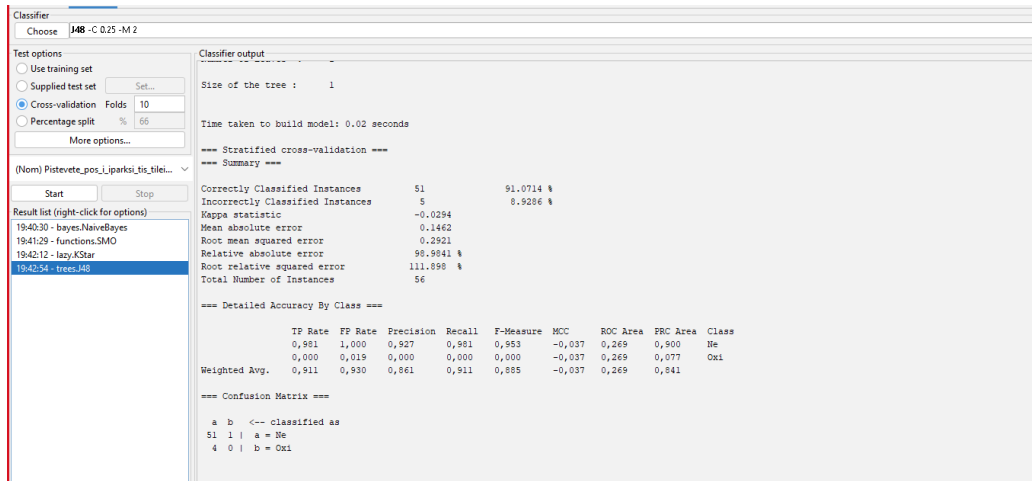 Classifier
Choose J48 -C 0.25 -M 2
Test options
Use training set
Supplied test set Set...
Cross-validation Folds 10
Percentage split % 66
More options...
(Nom) Pistevete_pos_i_iparksi_tis_tilei...
Start Stop
Result list (right-click for options)
19:40:30 - bayes.NaiveBayes
19:41:29 - functions.SMO
19:42:12 - lazy.KStar
19:42:54 - trees.J48
Classifier output
Size of the tree : 1
Time taken to build model: 0.02 seconds
=== Stratified cross-validation ===
=== Summary ===
Correctly Classified Instances 51 91.0714 %
Incorrectly Classified Instances 5 8.9286 %
Kappa statistic -0.0294
Mean absolute error 0.1462
Root mean squared error 0.2921
Relative absolute error 98.9841 %
Root relative squared error 111.898 %
Total Number of Instances 56
=== Detailed Accuracy By Class ===
TP Rate FP Rate Precision Recall F-Measure MCC ROC Area PRC Area Class
0,981 1,000 0,927 0,981 0,953 -0,037 0,269 0,900 Ne
0,000 0,019 0,000 0,000 0,000 -0,037 0,269 0,077 Oxi
Weighted Avg. 0,911 0,930 0,861 0,911 0,885 -0,037 0,269 0,841
=== Confusion Matrix ===
a b <-- classified as
51 1 | a = Ne
4 0 | b = Oxi